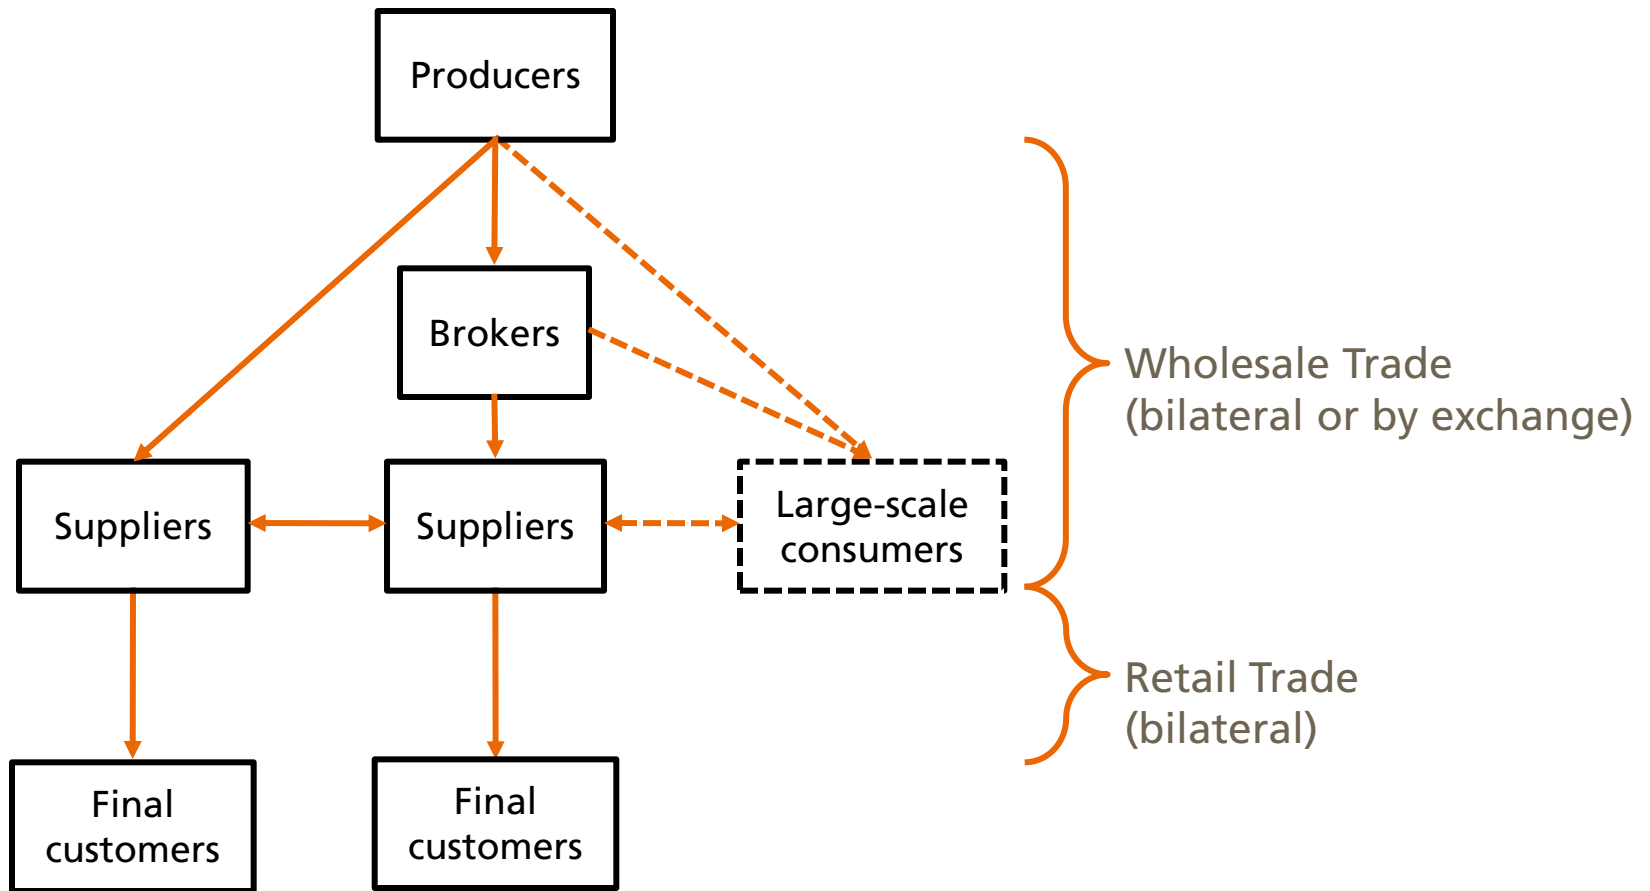 Producers
Brokers
Wholesale Trade
(bilateral or by exchange)
Suppliers
Suppliers
Large-scale
consumers
Retail Trade
(bilateral)
Final
customers
Final
customers